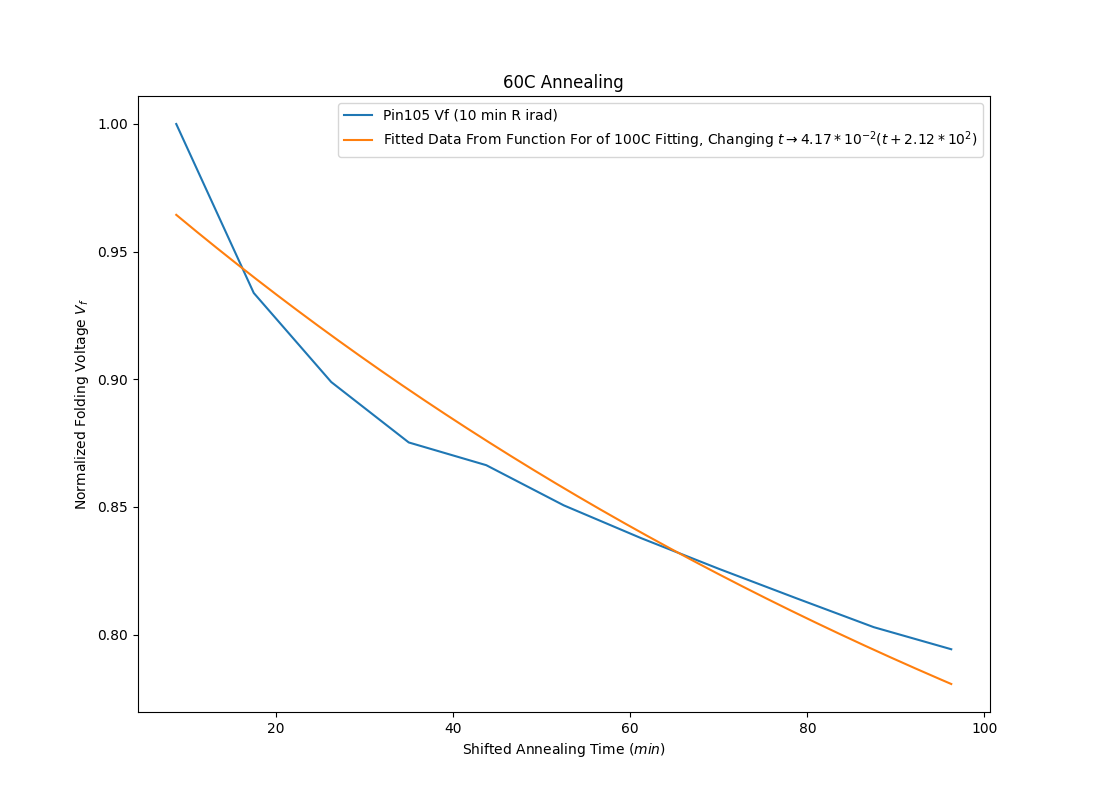 60C Annealing
Pin105 Vf (10 min R irad)
Fitted Data From Function For of 100C Fitting, Changing $t \rightarrow 4.17 * 10^{-2}(t + 2.12 * 10^{2})$
1.00
0.95
0.90
0.85
0.80
Normalized Folding Voltage $V_f$
20 40 60 80 100
Shifted Annealing Time (min)